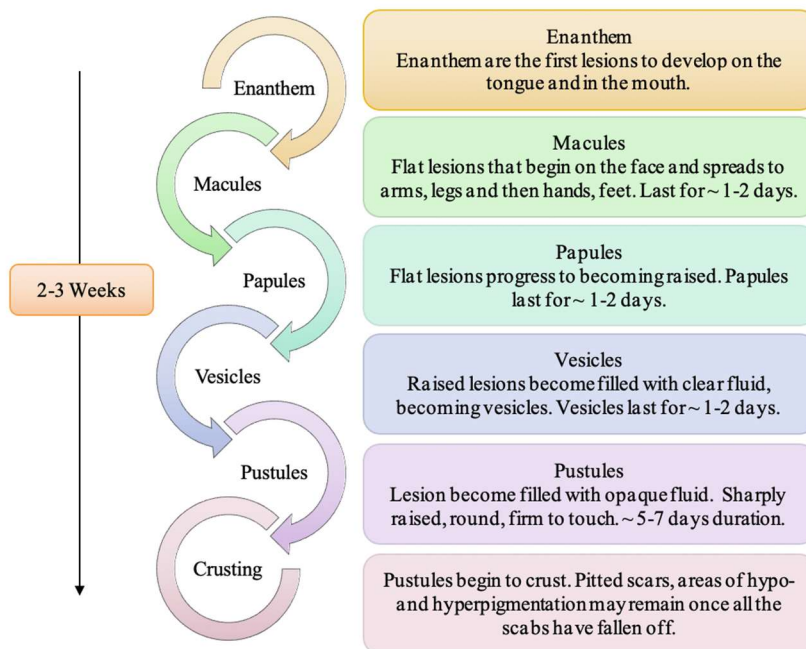 Enanthem
Enanthem
Enanthem are the first lesions to develop on the
tongue and in the mouth.
Macules
Macules
Flat lesions that begin on the face and spreads to
arms, legs and then hands, feet. Last for ~ 1-2 days.
2-3 Weeks
Papules
Papules
Flat lesions progress to becoming raised. Papules
last for ~ 1-2 days.
Vesicles
Vesicles
Raised lesions become filled with clear fluid,
becoming vesicles. Vesicles last for ~ 1-2 days.
Pustules
Pustules
Lesion become filled with opaque fluid. Sharply
raised, round, firm to touch. ~ 5-7 days duration.
Crusting
Pustules begin to crust. Pitted scars, areas of hypo-
and hyperpigmentation may remain once all the
scabs have fallen off.